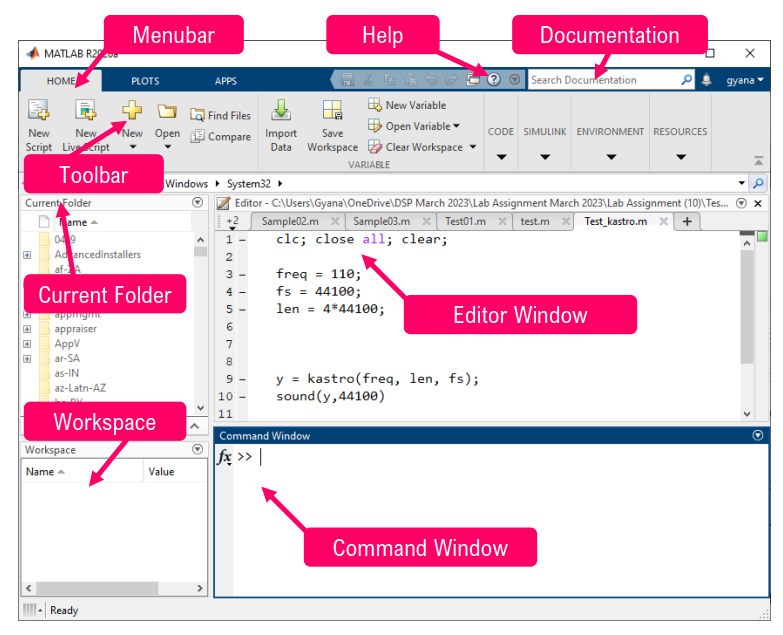 Menubar
Help
Documentation
MATLAB R2020a
HOME
PLOTS
APPS
Search Documentation
gyana
New Script
New Live Script
New
Open
Find Files
Compare
Import Data
Save Workspace
New Variable
Open Variable
Clear Workspace
VARIABLE
CODE
SIMULINK
ENVIRONMENT
RESOURCES
Toolbar
Windows
System32
Current Folder
Editor - C:\Users\Gyana\OneDrive\DSP March 2023\Lab Assignment March 2023\Lab Assignment (10)\Tes...
Name
+2
Sample02.m
Sample03.m
Test01.m
test.m
Test_kastro.m
0409
AdvancedInstallers
af-ZA
Current Folder
appmgmt
appraiser
AppV
ar-SA
as-IN
az-Latn-AZ
1 – clc; close all; clear;
2
3 – freq = 110;
4 – fs = 44100;
5 – len = 4*44100;
6
7
8
9 – y = kastro(freq, len, fs);
10 – sound(y,44100)
11
Editor Window
Workspace
Workspace
Name
Value
Command Window
fx >>
Command Window
Ready